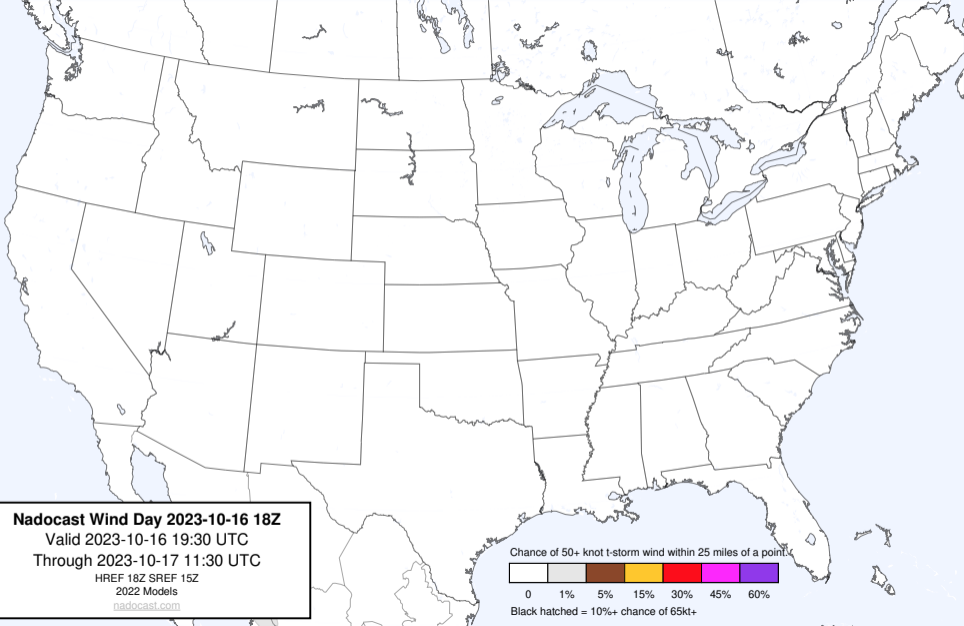 Nadocast Wind Day 2023-10-16 18Z
Valid 2023-10-16 19:30 UTC
Through 2023-10-17 11:30 UTC
HREF 18Z SREF 15Z
2022 Models
nadocast.com
Chance of 50+ knot t-storm wind within 25 miles of a point.
0 1% 5% 15% 30% 45% 60%
Black hatched = 10%+ chance of 65kt+